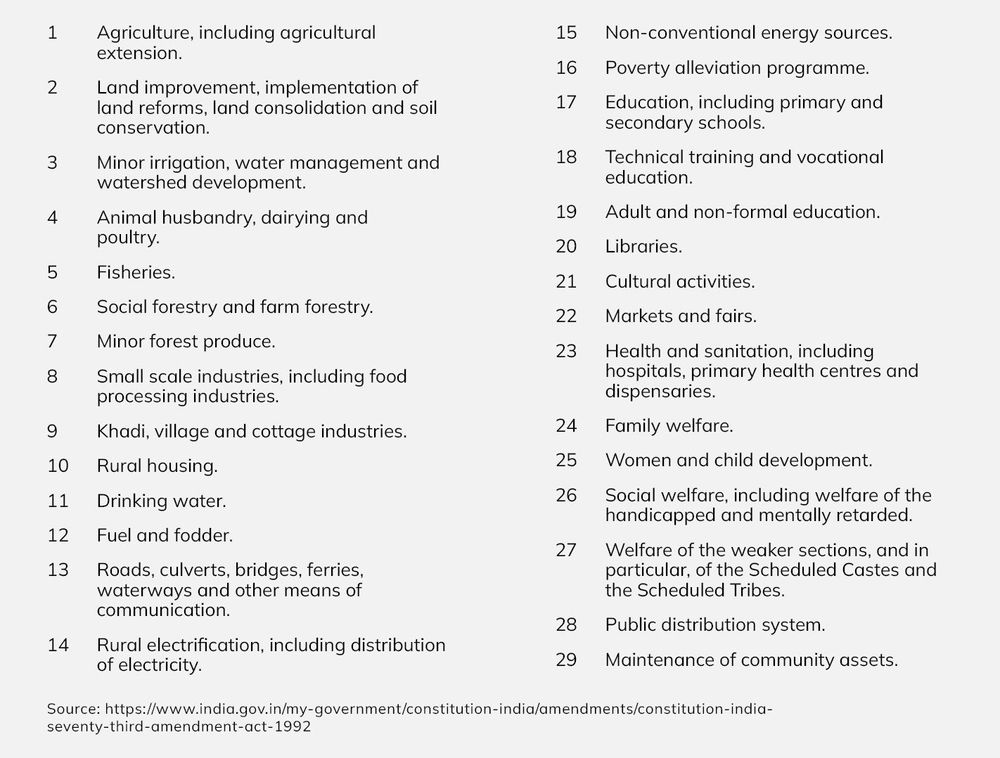 1 Agriculture, including agricultural
extension.
2 Land improvement, implementation of
land reforms, land consolidation and soil
conservation.
3 Minor irrigation, water management and
watershed development.
4 Animal husbandry, dairying and
poultry.
5 Fisheries.
6 Social forestry and farm forestry.
7 Minor forest produce.
8 Small scale industries, including food
processing industries.
9 Khadi, village and cottage industries.
10 Rural housing.
11 Drinking water.
12 Fuel and fodder.
13 Roads, culverts, bridges, ferries,
waterways and other means of
communication.
14 Rural electrification, including distribution
of electricity.
15 Non-conventional energy sources.
16 Poverty alleviation programme.
17 Education, including primary and
secondary schools.
18 Technical training and vocational
education.
19 Adult and non-formal education.
20 Libraries.
21 Cultural activities.
22 Markets and fairs.
23 Health and sanitation, including
hospitals, primary health centres and
dispensaries.
24 Family welfare.
25 Women and child development.
26 Social welfare, including welfare of the
handicapped and mentally retarded.
27 Welfare of the weaker sections, and in
particular, of the Scheduled Castes and
the Scheduled Tribes.
28 Public distribution system.
29 Maintenance of community assets.
Source: https://www.india.gov.in/my-government/constitution-india/amendments/constitution-india-
seventy-third-amendment-act-1992